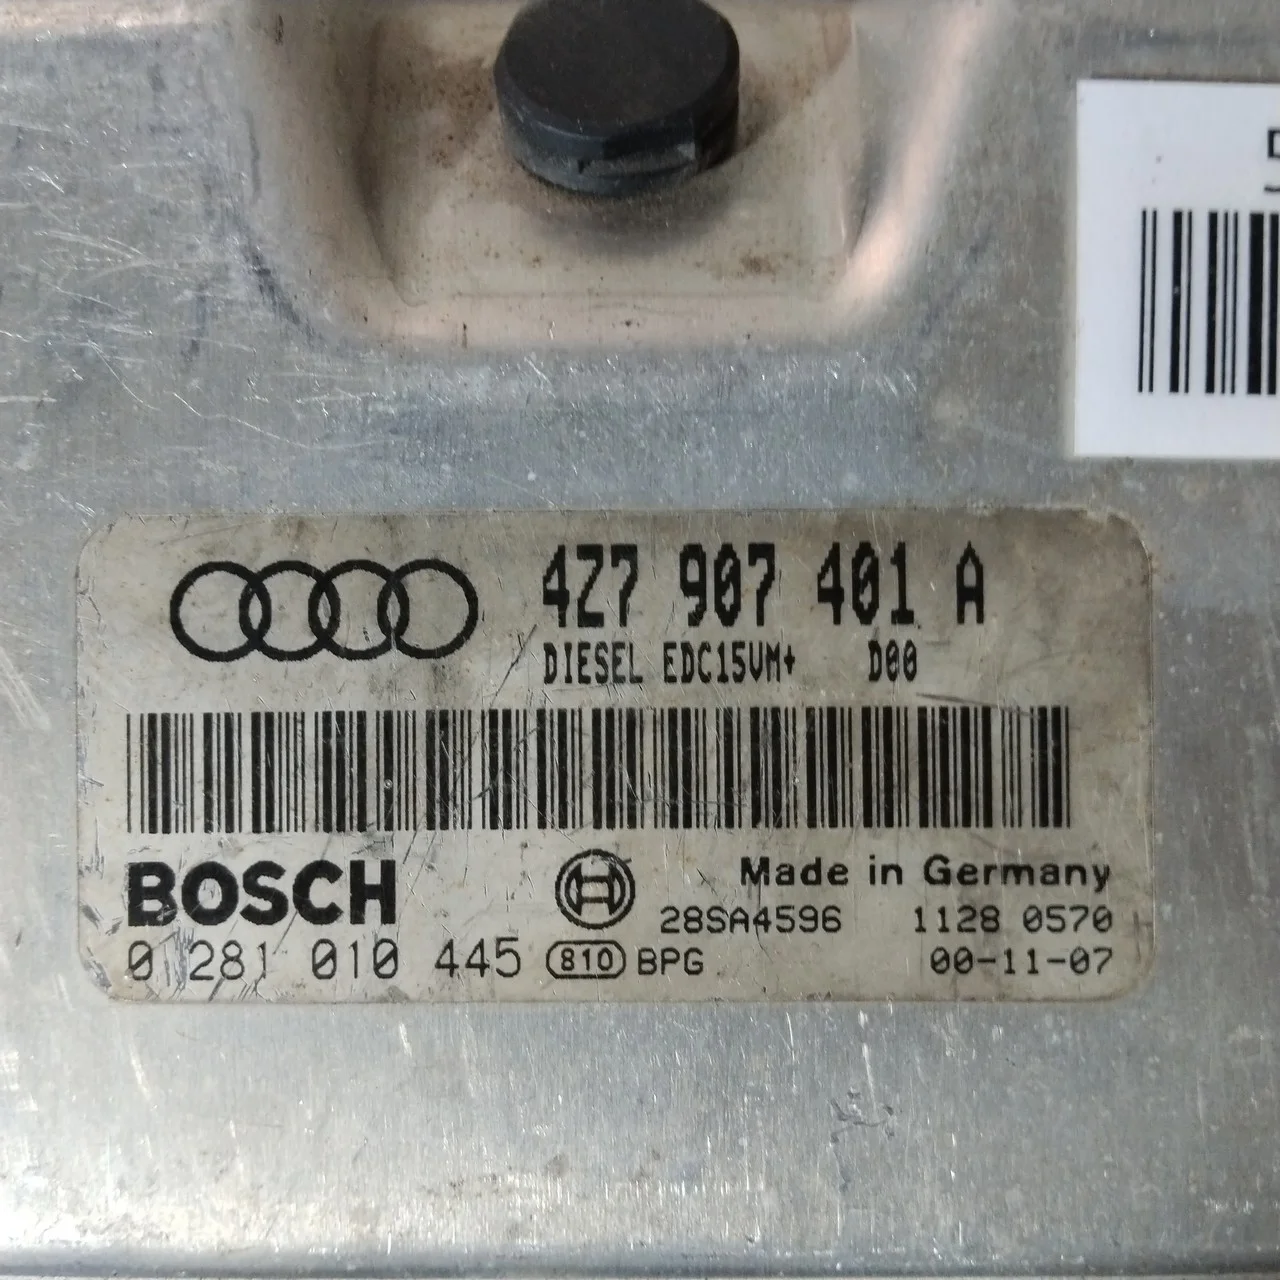 4Z7 907 401 A
DIESEL EDC15VM+ D00
BOSCH
Made in Germany
28SA4596 1128 0570
0 281 010 445 810 BPG 00-11-07